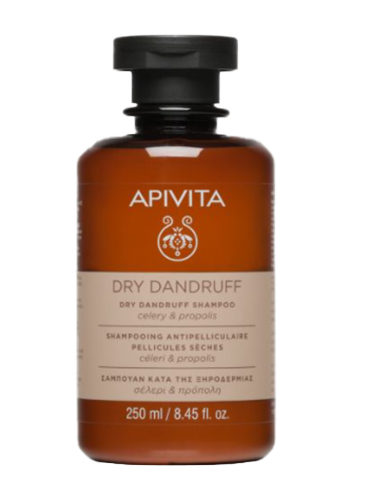 APIVITA
DRY DANDRUFF
DRY DANDRUFF SHAMPOO
celery & propolis
SHAMPOOING ANTIPELLICULAIRE
PELLICULES SÈCHES
céleri & propolis
ΣΑΜΠΟΥΑΝ ΚΑΤΑ ΤΗΣ ΞΗΡΟΔΕΡΜΙΑΣ
σέλερι & πρόπολη
250 ml / 8.45 fl. oz.